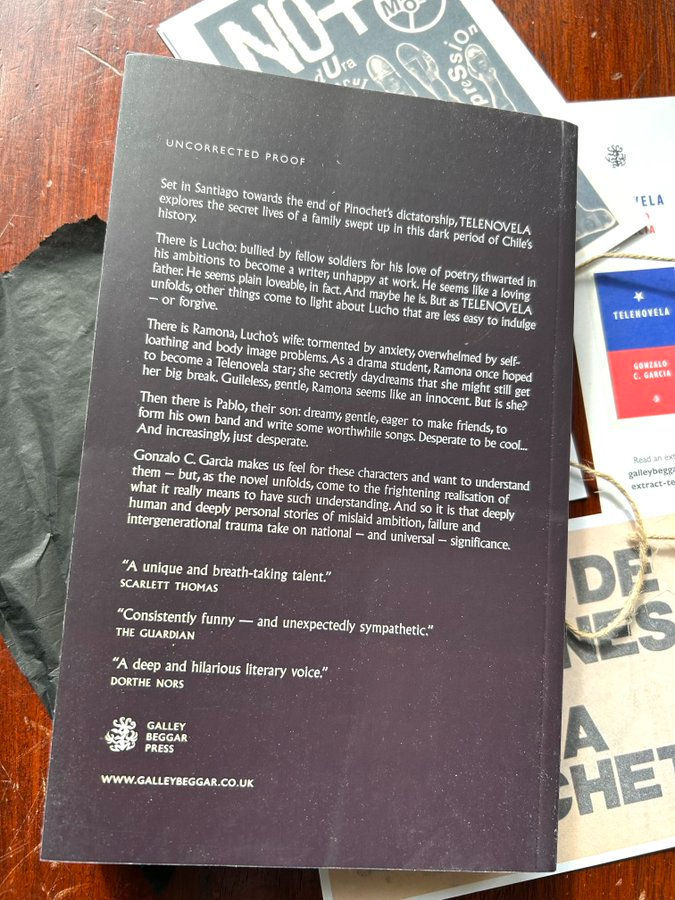 NO+
MO
dUra
pression
UNCORRECTED PROOF
Set in Santiago towards the end of Pinochet's dictatorship, TELENOVELA
explores the secret lives of a family swept up in this dark period of Chile's
history.
There is Lucho: bullied by fellow soldiers for his love of poetry, thwarted in
his ambitions to become a writer, unhappy at work. He seems like a loving
father. He seems plain loveable, in fact. And maybe he is. But as TELENOVELA
unfolds, other things come to light about Lucho that are less easy to indulge
— or forgive.
There is Ramona, Lucho's wife: tormented by anxiety, overwhelmed by self-
loathing and body image problems. As a drama student, Ramona once hoped
to become a Telenovela star; she secretly daydreams that she might still get
her big break. Guileless, gentle, Ramona seems like an innocent. But is she?
Then there is Pablo, their son: dreamy, gentle, eager to make friends, to
form his own band and write some worthwhile songs. Desperate to be cool...
And increasingly, just desperate.
Gonzalo C. Garcia makes us feel for these characters and want to understand
them — but, as the novel unfolds, come to the frightening realisation of
what it really means to have such understanding. And so it is that deeply
human and deeply personal stories of mislaid ambition, failure and
intergenerational trauma take on national — and universal — significance.
"A unique and breath-taking talent."
SCARLETT THOMAS
"Consistently funny — and unexpectedly sympathetic."
THE GUARDIAN
"A deep and hilarious literary voice."
DORTHE NORS
GALLEY
BEGGAR
PRESS
WWW.GALLEYBEGGAR.CO.UK
OVELA
TELENOVELA
GONZALO
C. GARCIA
Read an ext
galleybegga
extract-te
DE
NES
A
CHET